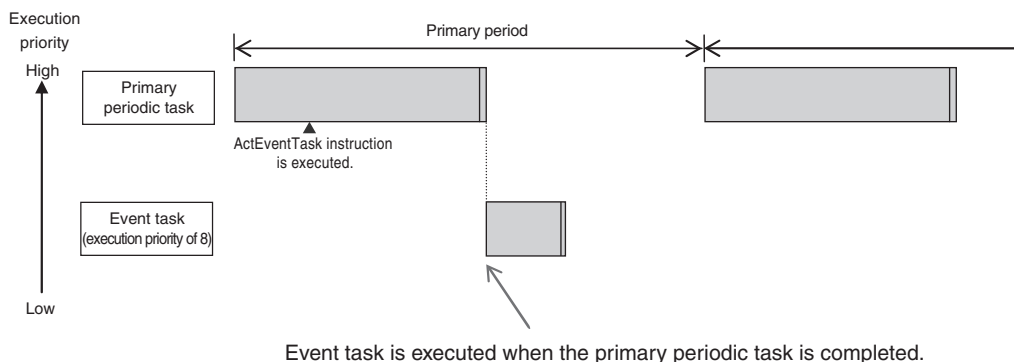 Execution
priority
High
Primary period
Primary
periodic task
ActEventTask instruction
is executed.
Event task
(execution priority of 8)
Low
Event task is executed when the primary periodic task is completed.